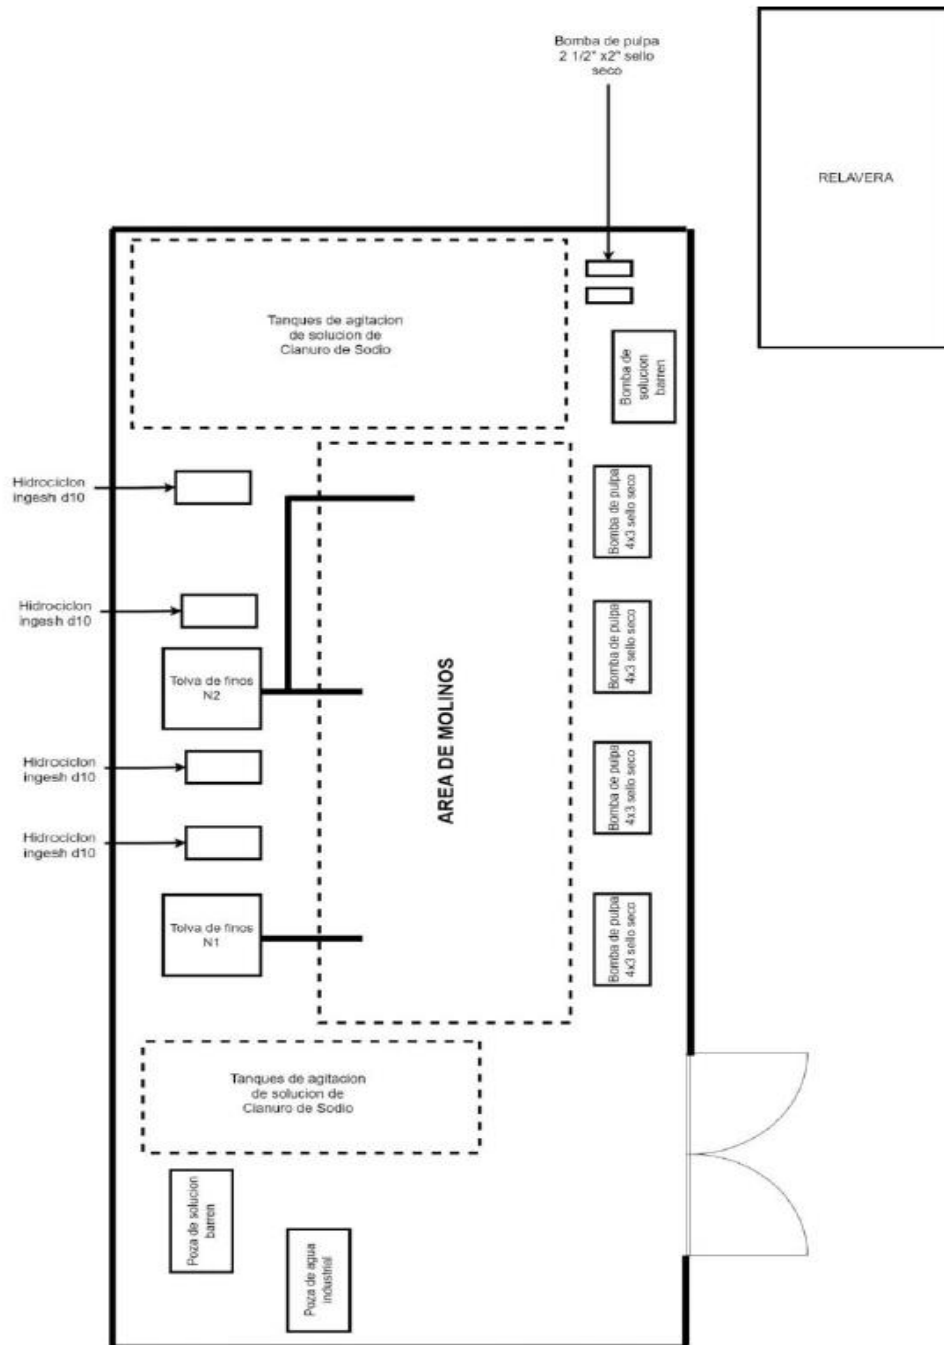 Bomba de pulpa
2 1/2" x2" sello
seco
RELAVERA
Tanques de agitacion
de solucion de
Cianuro de Sodio
Bomba de
solucion
barren
Hidrociclon
ingesh d10
Bomba de pulpa
4x3 sello seco
Hidrociclon
ingesh d10
Bomba de pulpa
4x3 sello seco
Tolva de finos
N2
AREA DE MOLINOS
Hidrociclon
ingesh d10
Bomba de pulpa
4x3 sello seco
Hidrociclon
ingesh d10
Tolva de finos
N1
Bomba de pulpa
4x3 sello seco
Tanques de agitacion
de solucion de
Cianuro de Sodio
Poza de solucion
barren
Poza de agua
industrial